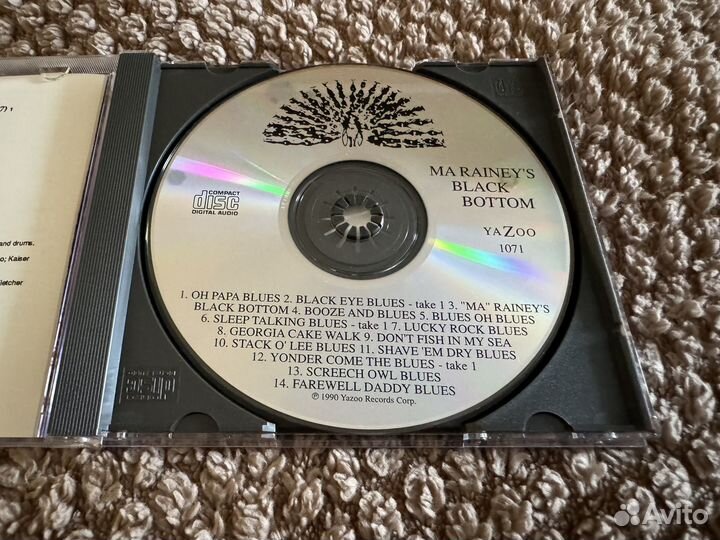 7) 1
and drums.
o; Kaiser
letcher
MA RAINEY'S
BLACK
BOTTOM
COMPACT
disc
DIGITAL AUDIO
YAZOO
1071
1. OH PAPA BLUES 2. BLACK EYE BLUES - take 1 3. "MA" RAINEY'S
BLACK BOTTOM 4. BOOZE AND BLUES 5. BLUES OH BLUES
6. SLEEP TALKING BLUES - take 1 7. LUCKY ROCK BLUES
8. GEORGIA CAKE WALK 9. DON'T FISH IN MY SEA
10. STACK O' LEE BLUES 11. SHAVE 'EM DRY BLUES
12. YONDER COME THE BLUES - take 1
13. SCREECH OWL BLUES
14. FAREWELL DADDY BLUES
℗ 1990 Yazoo Records Corp.
Avito